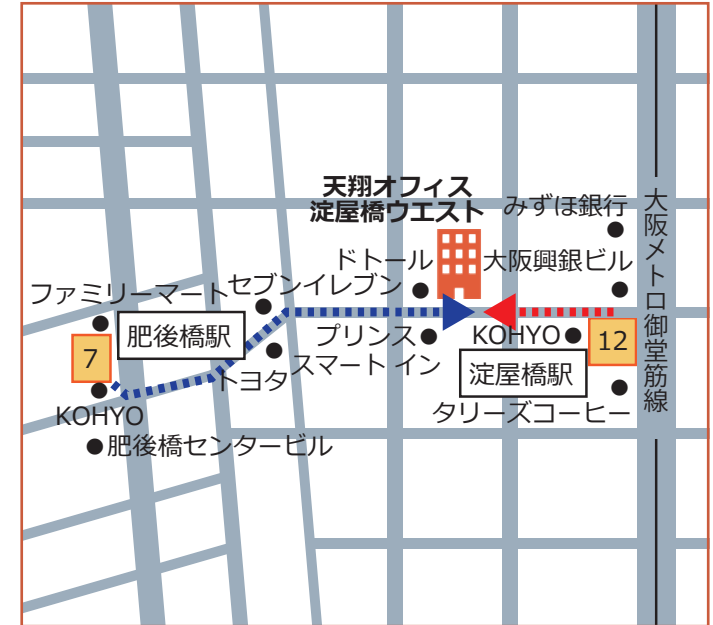 天翔オフィス
淀屋橋ウエスト
みずほ銀行
大阪メトロ御堂筋線
ドトール
大阪興銀ビル
セブンイレブン
ファミリーマート
肥後橋駅
7
プリンス
スマート イン
KOHYO
12
淀屋橋駅
トヨタ
タリーズコーヒー
KOHYO
肥後橋センタービル